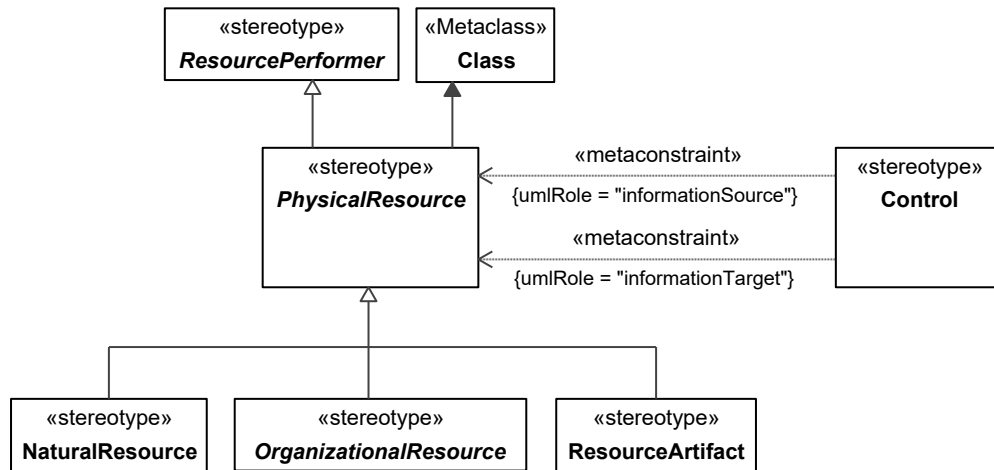 «stereotype»
ResourcePerformer
«Metaclass»
Class
«stereotype»
PhysicalResource
«metaconstraint»
{umlRole = "informationSource"}
«metaconstraint»
{umlRole = "informationTarget"}
«stereotype»
Control
«stereotype»
NaturalResource
«stereotype»
OrganizationalResource
«stereotype»
ResourceArtifact